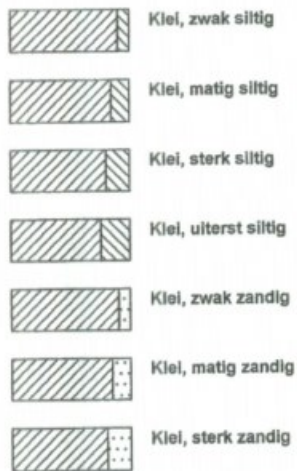 Klei, zwak siltig
Klei, matig siltig
Klei, sterk siltig
Klei, uiterst siltig
Klei, zwak zandig
Klei, matig zandig
Klei, sterk zandig